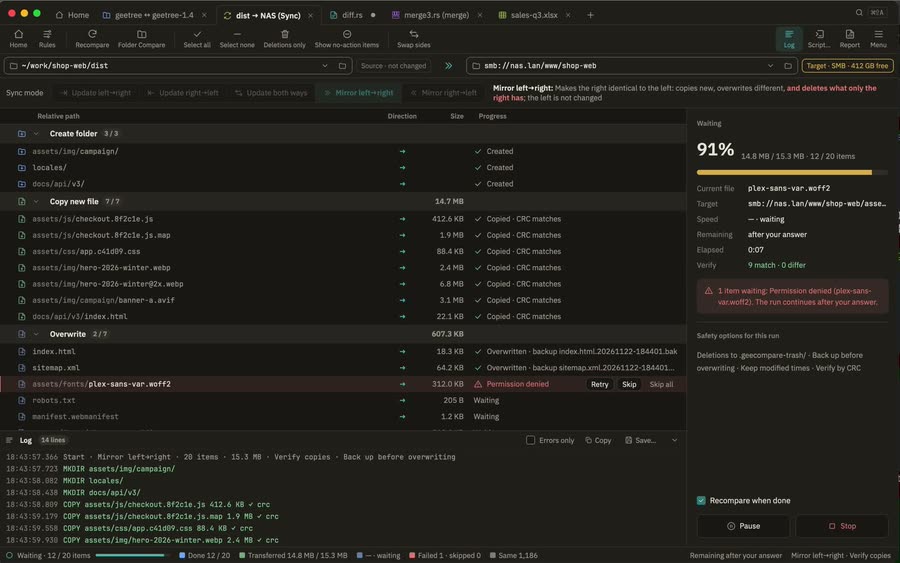 Home
geetree ↔ geetree-1.4 ×
dist → NAS (Sync) ×
diff.rs
merge3.rs (merge) ×
sales-q3.xlsx ×
+
⌘⇧A
Home
Rules
Recompare
Folder Compare
Select all
Select none
Deletions only
Show no-action items
Swap sides
Log
Script…
Report
Menu
~/work/shop-web/dist
Source · not changed
smb://nas.lan/www/shop-web
Target · SMB · 412 GB free
Sync mode
Update left→right
Update right→left
Update both ways
Mirror left→right
Mirror right→left
Mirror left→right: Makes the right identical to the left: copies new, overwrites different, and deletes what only the
right has; the left is not changed
Relative path Direction Size Progress
Create folder 3 / 3
assets/img/campaign/ → ✓ Created
locales/ → ✓ Created
docs/api/v3/ → ✓ Created
Copy new file 7 / 7 14.7 MB
assets/js/checkout.8f2c1e.js → 412.6 KB ✓ Copied · CRC matches
assets/js/checkout.8f2c1e.js.map → 1.9 MB ✓ Copied · CRC matches
assets/css/app.c41d09.css → 88.4 KB ✓ Copied · CRC matches
assets/img/hero-2026-winter.webp → 2.4 MB ✓ Copied · CRC matches
assets/img/hero-2026-winter@2x.webp → 6.8 MB ✓ Copied · CRC matches
assets/img/campaign/banner-a.avif → 3.1 MB ✓ Copied · CRC matches
docs/api/v3/index.html → 22.1 KB ✓ Copied · CRC matches
Overwrite 2 / 7 607.3 KB
index.html → 18.3 KB ✓ Overwritten · backup index.html.20261122-184401.bak
sitemap.xml → 64.2 KB ✓ Overwritten · backup sitemap.xml.20261122-184401…
assets/fonts/plex-sans-var.woff2 → 312.0 KB Permission denied Retry Skip Skip all
robots.txt → 205 B Waiting
manifest.webmanifest → 1.2 KB Waiting
Waiting
91% 14.8 MB / 15.3 MB · 12 / 20 items
Current file plex-sans-var.woff2
Target smb://nas.lan/www/shop-web/asse…
Speed — · waiting
Remaining after your answer
Elapsed 0:07
Verify 9 match · 0 differ
1 item waiting: Permission denied (plex-sans-
var.woff2). The run continues after your answer.
Safety options for this run
Deletions to .geecompare-trash/ · Back up before
overwriting · Keep modified times · Verify by CRC
Recompare when done
Pause
Stop
Log 14 lines
Errors only
Copy
Save…
18:43:57.366 Start · Mirror left→right · 20 items · 15.3 MB · Verify copies · Back up before overwriting
18:43:57.723 MKDIR assets/img/campaign/
18:43:58.082 MKDIR locales/
18:43:58.438 MKDIR docs/api/v3/
18:43:58.809 COPY assets/js/checkout.8f2c1e.js 412.6 KB ✓ crc
18:43:59.179 COPY assets/js/checkout.8f2c1e.js.map 1.9 MB ✓ crc
18:43:59.558 COPY assets/css/app.c41d09.css 88.4 KB ✓ crc
18:43:59.930 COPY assets/img/hero-2026-winter.webp 2.4 MB ✓ crc
Waiting · 12 / 20 items
Done 12 / 20
Transferred 14.8 MB / 15.3 MB
— · waiting
Failed 1 · skipped 0
Same 1,186
Remaining after your answer
Mirror left→right · Verify copies